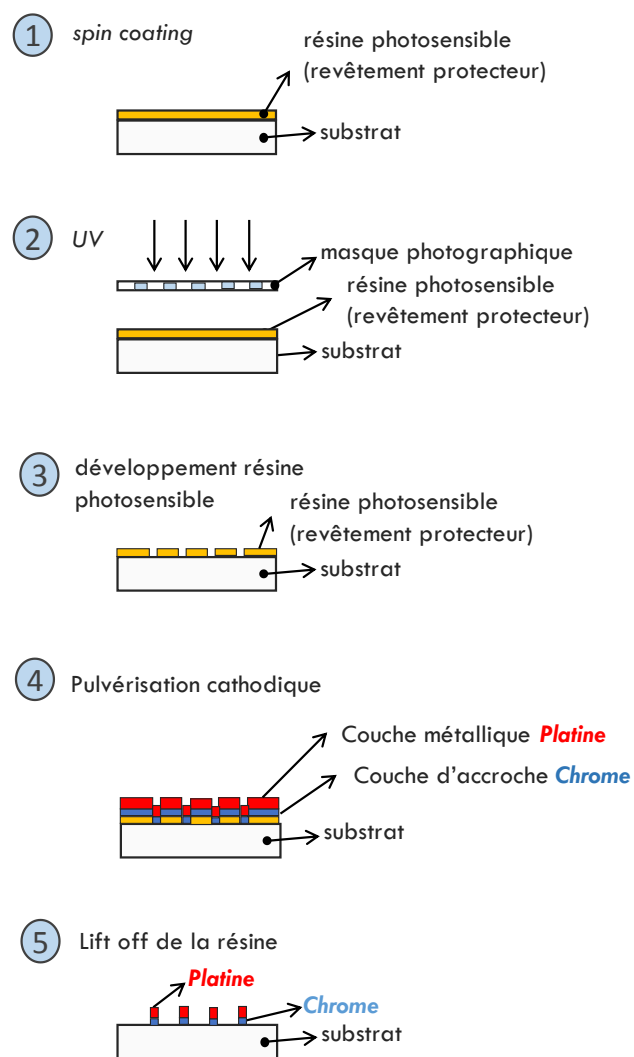 1 spin coating
résine photosensible
(revêtement protecteur)
substrat
2 UV
masque photographique
résine photosensible
(revêtement protecteur)
substrat
3 développement résine
photosensible
résine photosensible
(revêtement protecteur)
substrat
4 Pulvérisation cathodique
Couche métallique Platine
Couche d'accroche Chrome
substrat
5 Lift off de la résine
Platine
Chrome
substrat